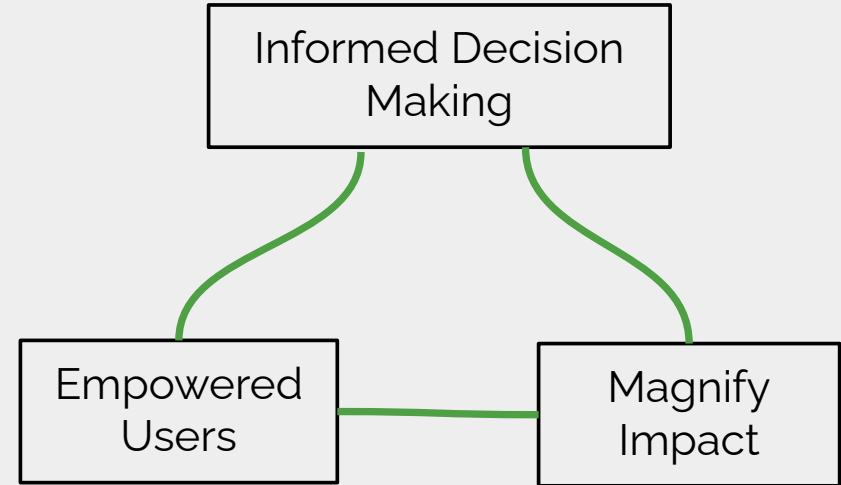 Informed Decision
Making
Empowered
Users
Magnify
Impact